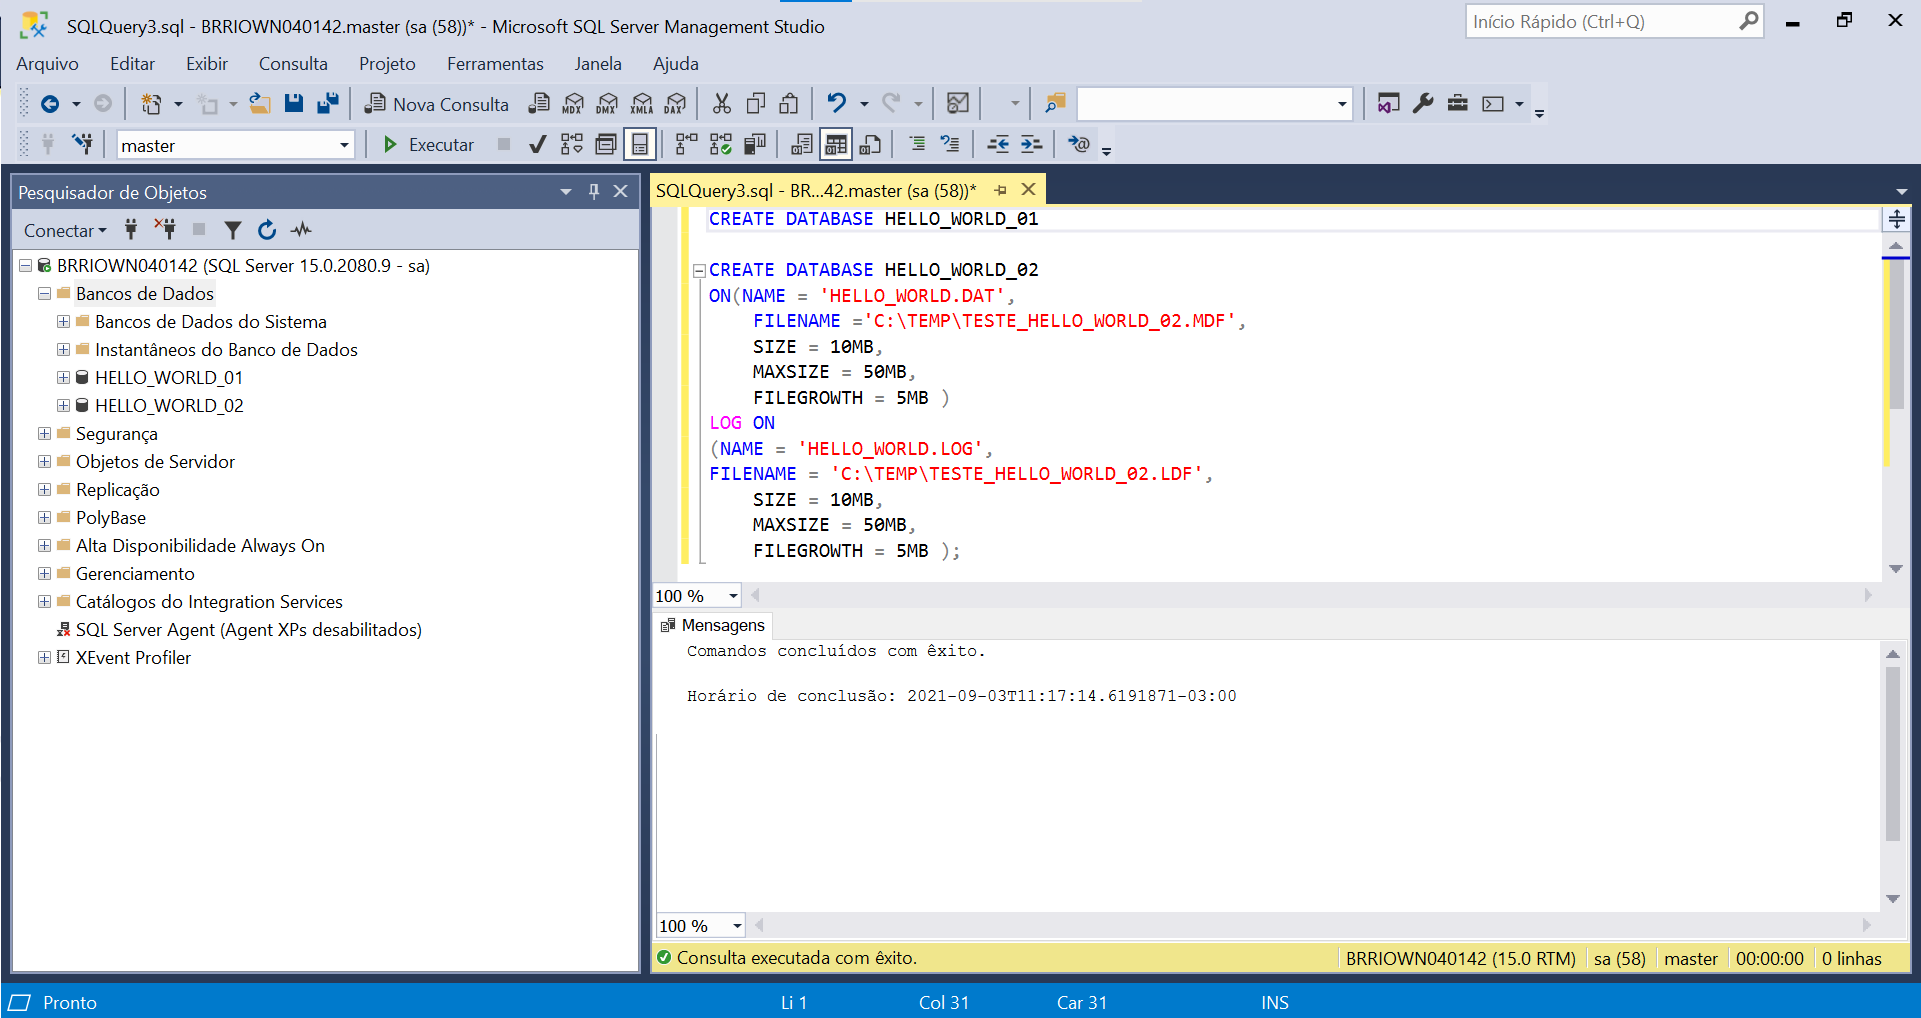 SQLQuery3.sql - BRRIOWN040142.master (sa (58))* - Microsoft SQL Server Management Studio
Início Rápido (Ctrl+Q)
Arquivo Editar Exibir Consulta Projeto Ferramentas Janela Ajuda
Nova Consulta MDX DMX XMLA DAX
master Executar
Pesquisador de Objetos
Conectar
BRRIOWN040142 (SQL Server 15.0.2080.9 - sa)
Bancos de Dados
Bancos de Dados do Sistema
Instantâneos do Banco de Dados
HELLO_WORLD_01
HELLO_WORLD_02
Segurança
Objetos de Servidor
Replicação
PolyBase
Alta Disponibilidade Always On
Gerenciamento
Catálogos do Integration Services
SQL Server Agent (Agent XPs desabilitados)
XEvent Profiler
SQLQuery3.sql - BR...42.master (sa (58))*
CREATE DATABASE HELLO_WORLD_01
CREATE DATABASE HELLO_WORLD_02
ON(NAME = 'HELLO_WORLD.DAT',
FILENAME ='C:\TEMP\TESTE_HELLO_WORLD_02.MDF',
SIZE = 10MB,
MAXSIZE = 50MB,
FILEGROWTH = 5MB )
LOG ON
(NAME = 'HELLO_WORLD.LOG',
FILENAME = 'C:\TEMP\TESTE_HELLO_WORLD_02.LDF',
SIZE = 10MB,
MAXSIZE = 50MB,
FILEGROWTH = 5MB );
100 %
Mensagens
Comandos concluídos com êxito.
Horário de conclusão: 2021-09-03T11:17:14.6191871-03:00
100 %
Consulta executada com êxito. BRRIOWN040142 (15.0 RTM) sa (58) master 00:00:00 0 linhas
Pronto Li 1 Col 31 Car 31 INS